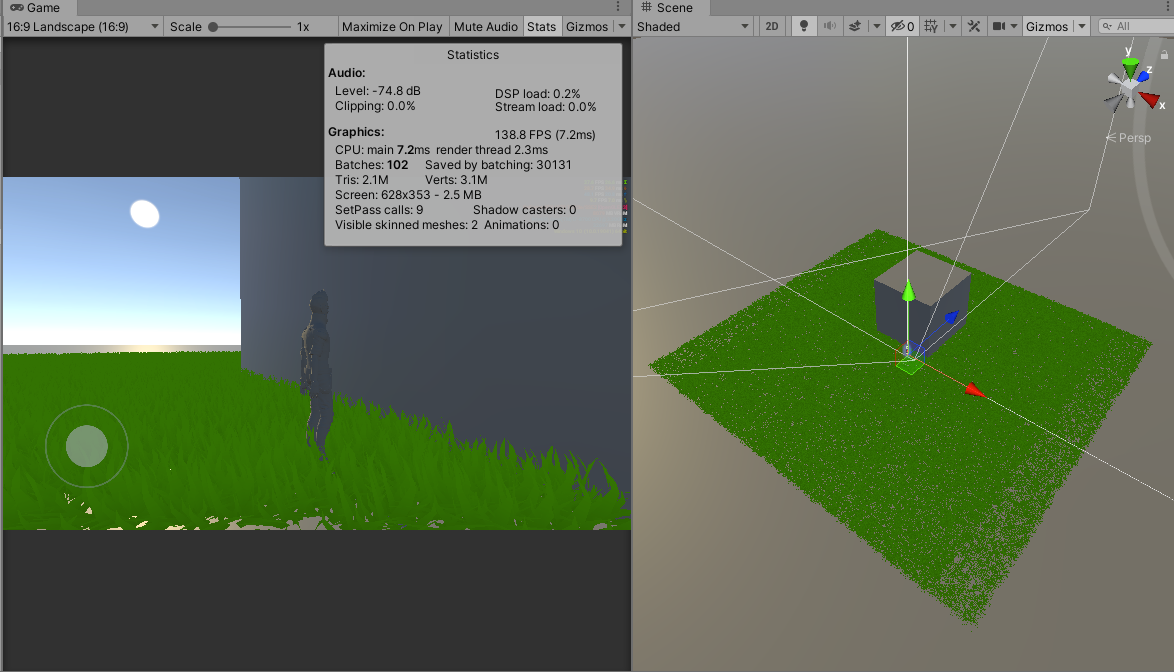 Game
16:9 Landscape (16:9) Scale 1x Maximize On Play Mute Audio Stats Gizmos
Statistics
Audio:
Level: -74.8 dB DSP load: 0.2%
Clipping: 0.0% Stream load: 0.0%
Graphics: 138.8 FPS (7.2ms)
CPU: main 7.2ms render thread 2.3ms
Batches: 102 Saved by batching: 30131
Tris: 2.1M Verts: 3.1M
Screen: 628x353 - 2.5 MB
SetPass calls: 9 Shadow casters: 0
Visible skinned meshes: 2 Animations: 0
Scene
Shaded 2D 0 Gizmos All
y
z
x
Persp